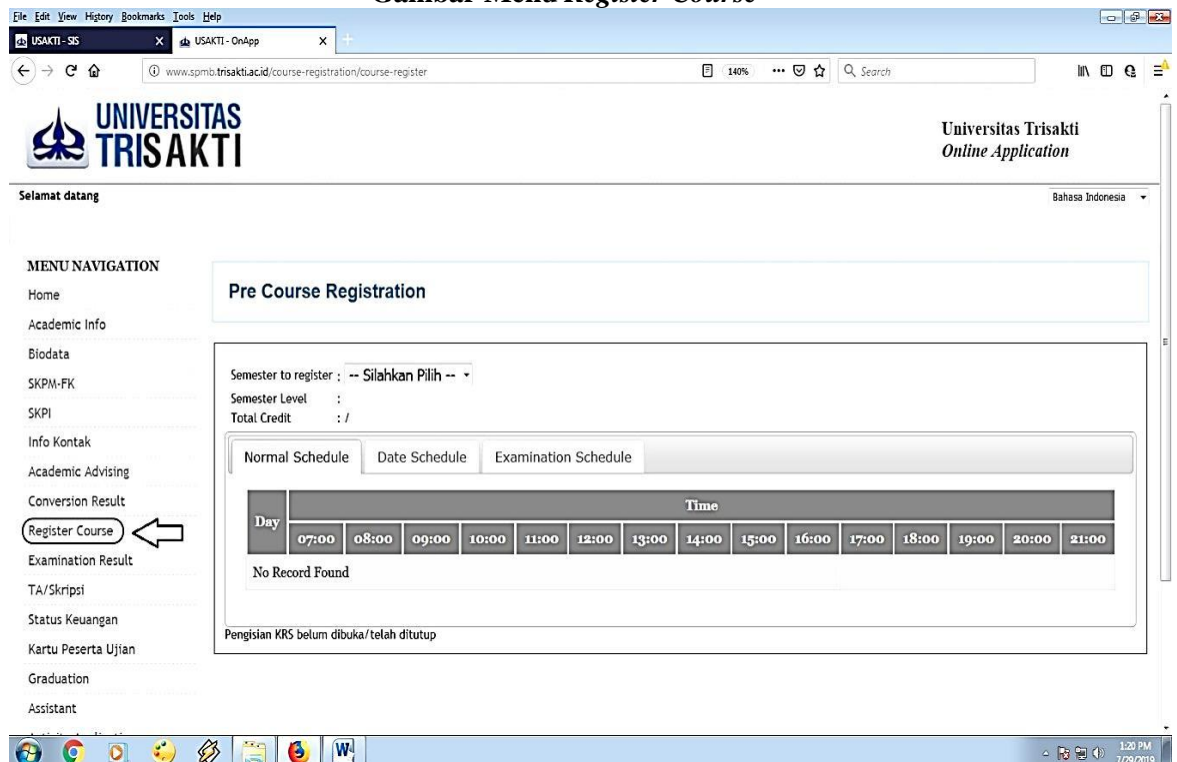 Gambar Menu Register Course
File Edit View History Bookmarks Tools Help
USAKTI - SIS X USAKTI - OnApp X +
www.spmb.trisakti.ac.id/course-registration/course-register 140% Search
UNIVERSITAS
TRISAKTI
Universitas Trisakti
Online Application
Selamat datang
Bahasa Indonesia
MENU NAVIGATION
Home
Academic Info
Biodata
SKPM-FK
SKPI
Info Kontak
Academic Advising
Conversion Result
Register Course
Examination Result
TA/Skripsi
Status Keuangan
Kartu Peserta Ujian
Graduation
Assistant
Pre Course Registration
Semester to register : -- Silahkan Pilih --
Semester Level :
Total Credit : /
Normal Schedule Date Schedule Examination Schedule
Day Time
07:00 08:00 09:00 10:00 11:00 12:00 13:00 14:00 15:00 16:00 17:00 18:00 19:00 20:00 21:00
No Record Found
Pengisian KRS belum dibuka/telah ditutup
1:20 PM
7/29/2019